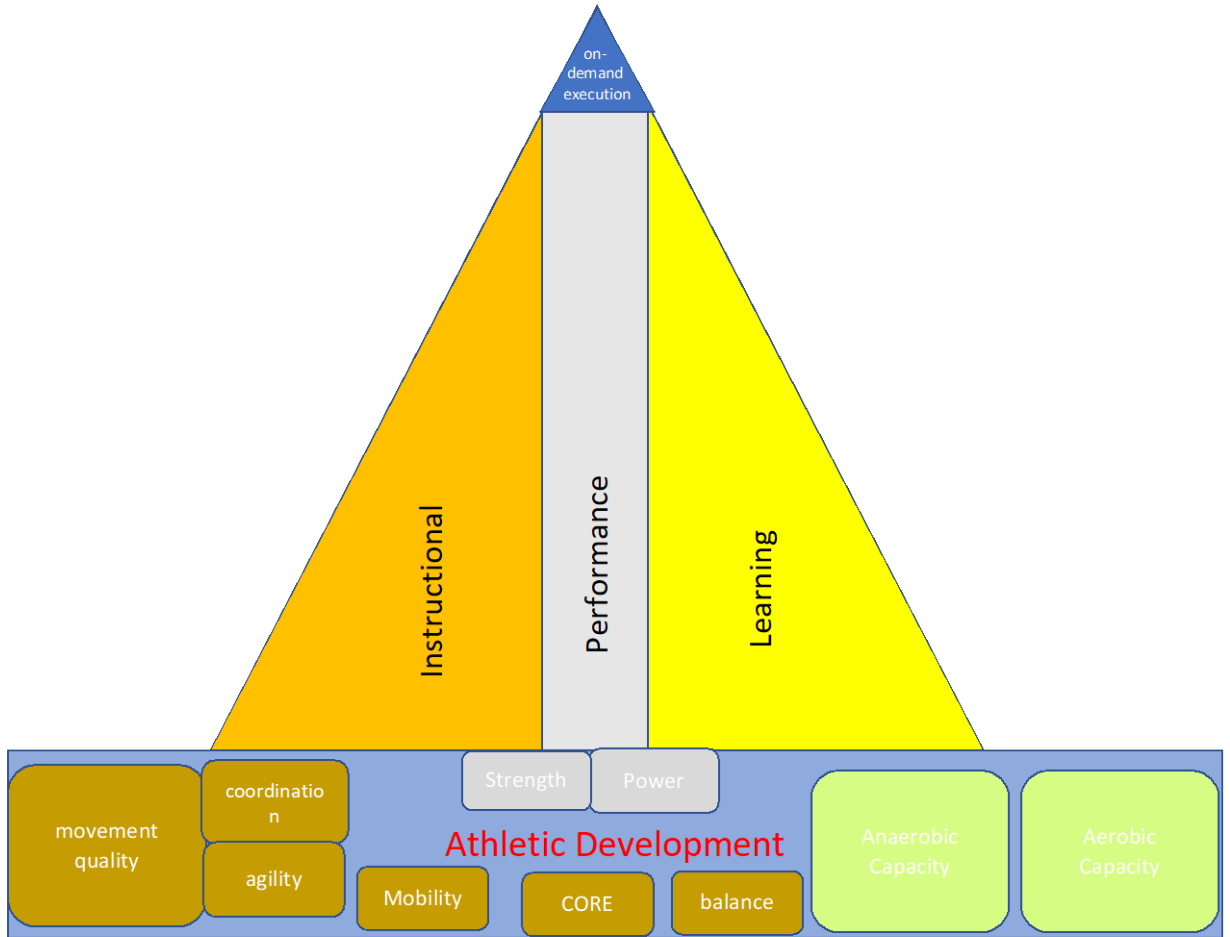 on-
demand
execution
Instructional
Performance
Learning
movement
quality
coordinatio
n
agility
Strength
Power
Athletic Development
Mobility
CORE
balance
Anaerobic
Capacity
Aerobic
Capacity